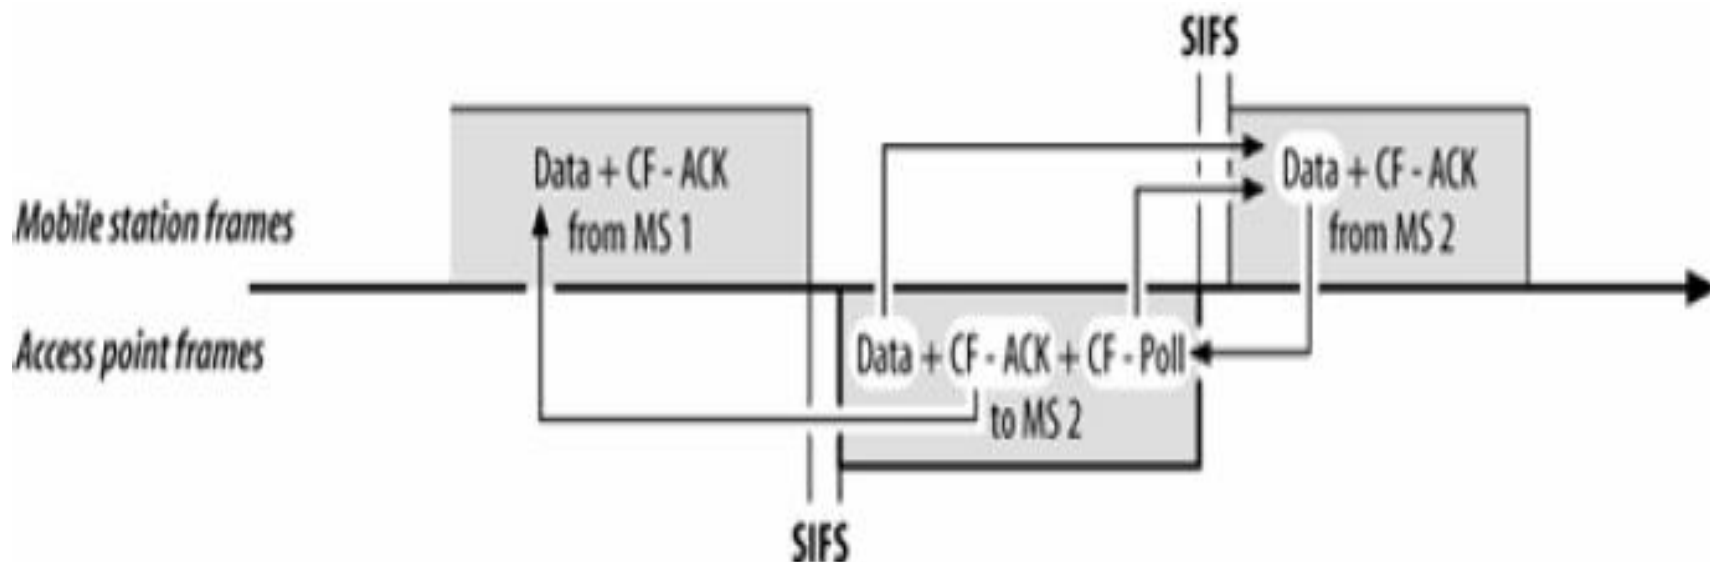 SIFS
Data + CF - ACK
from MS 1
Data + CF - ACK
from MS 2
Mobile station frames
Access point frames
Data + CF - ACK + CF - Poll
to MS 2
SIFS